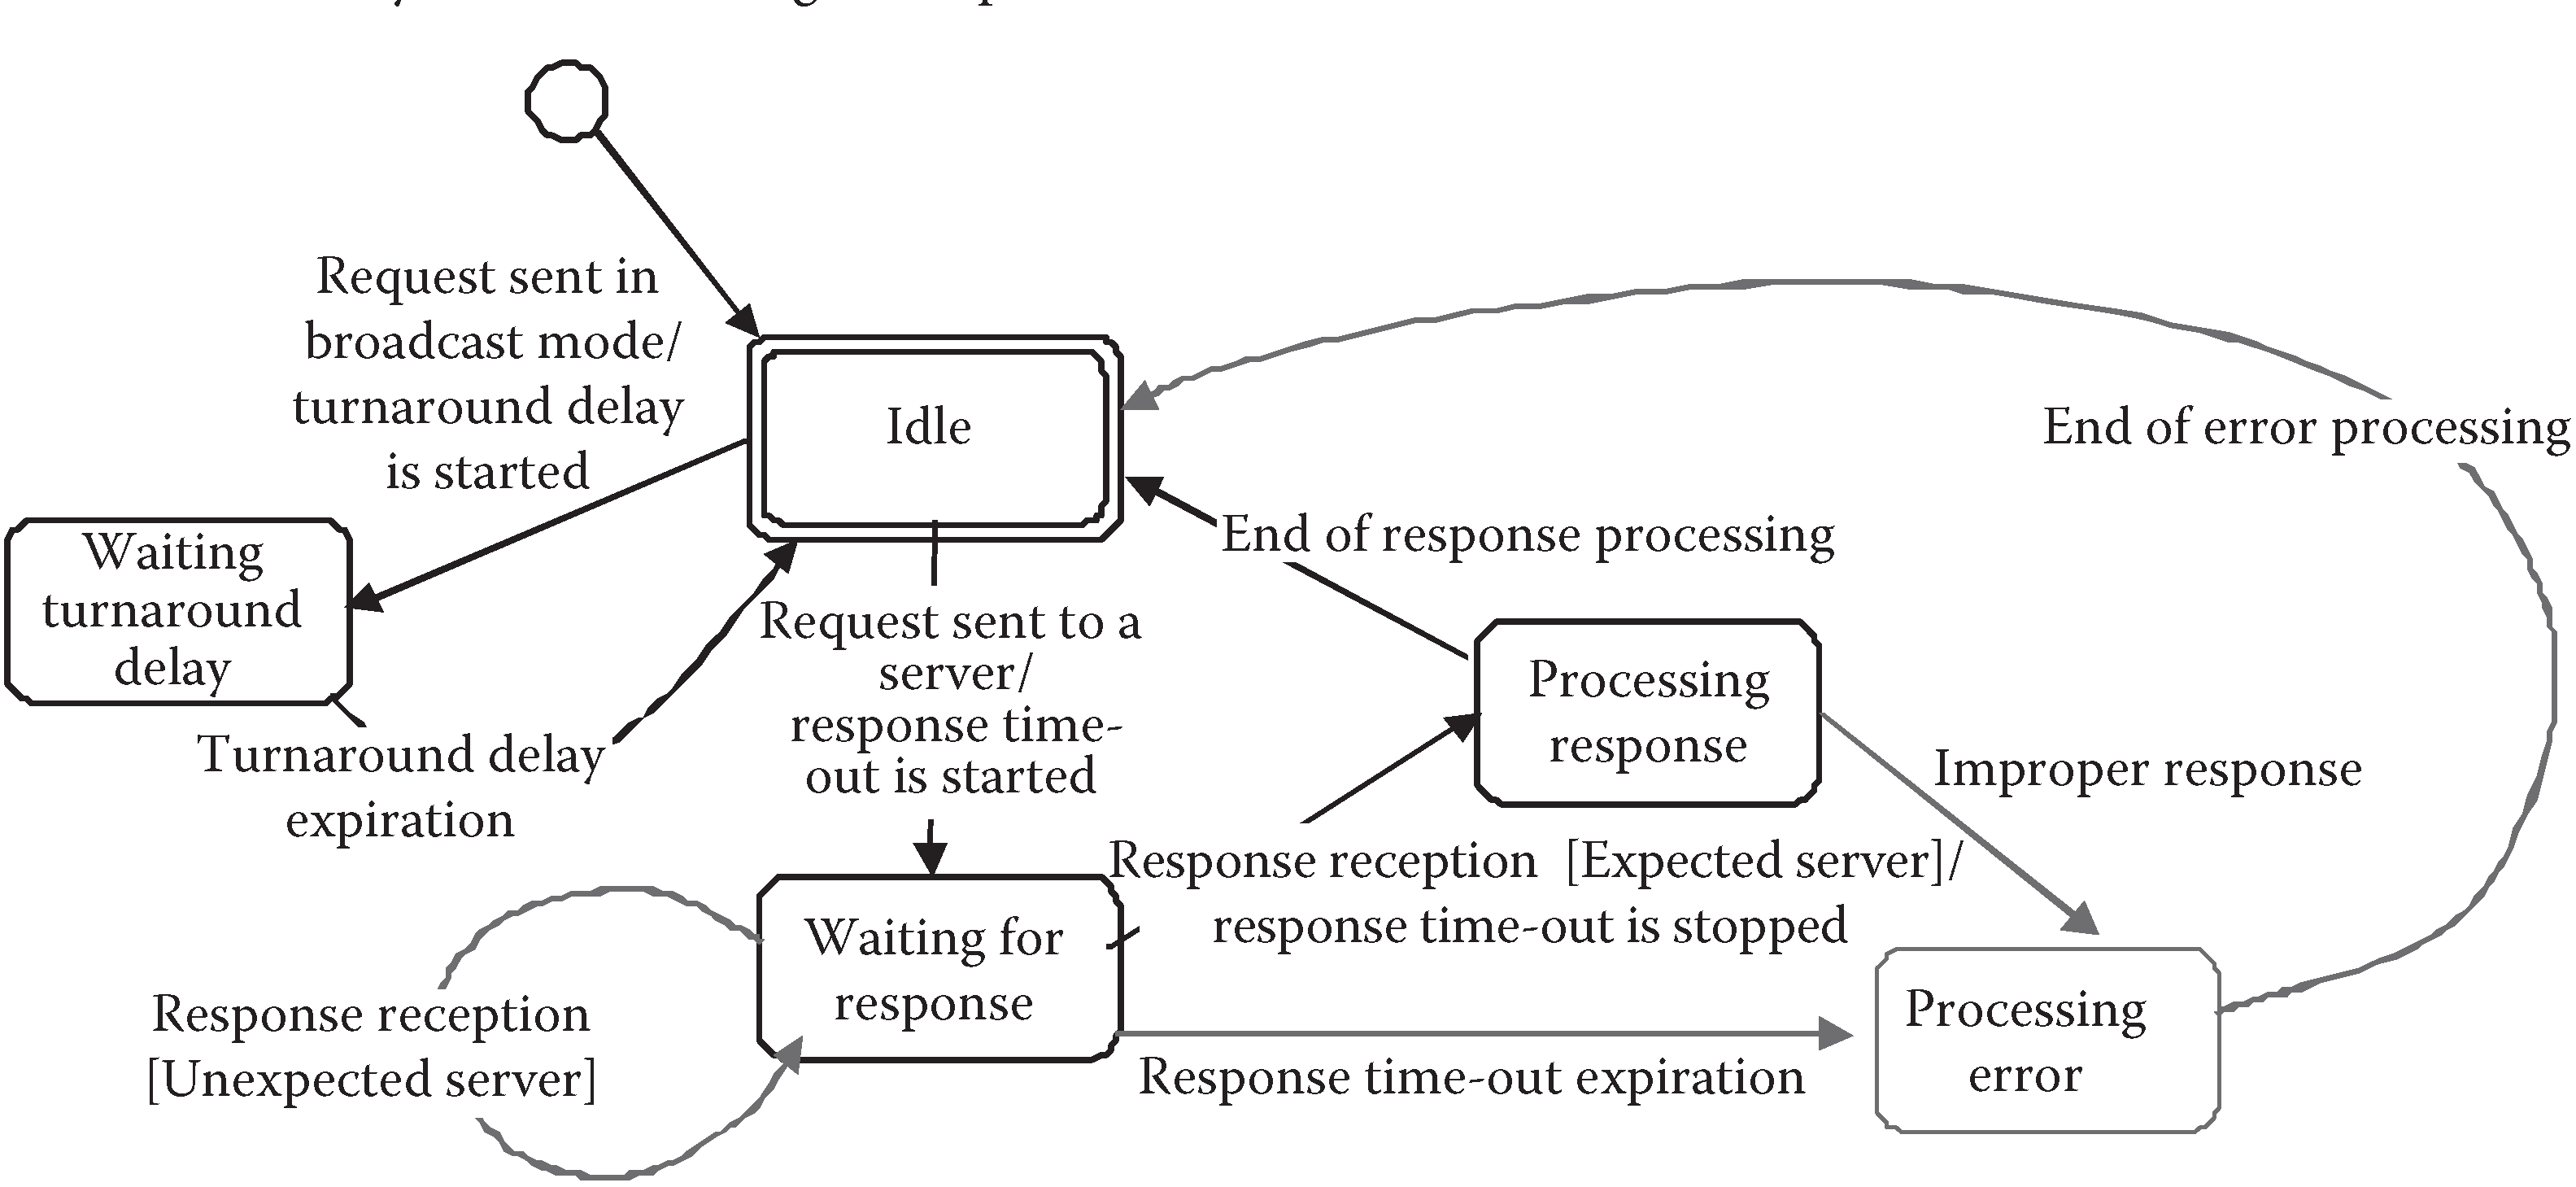 Request sent in
broadcast mode/
turnaround delay
is started
Idle
End of error processing
Waiting
turnaround
delay
End of response processing
Request sent to a
server/
response time-
out is started
Processing
response
Turnaround delay
expiration
Improper response
Response reception [Expected server]/
response time-out is stopped
Waiting for
response
Response reception
[Unexpected server]
Response time-out expiration
Processing
error